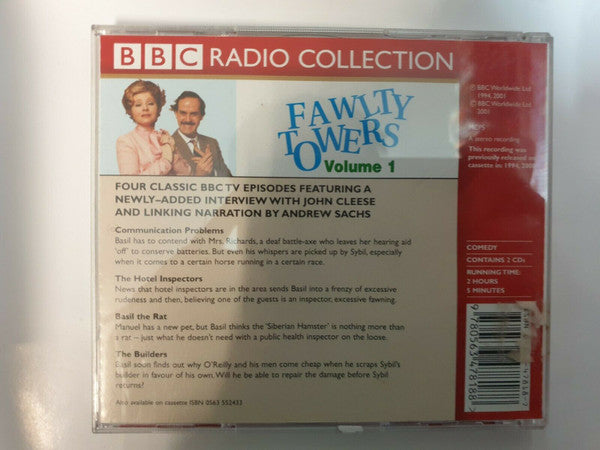 BBC RADIO COLLECTION
FAWLTY
TOWERS
Volume 1
FOUR CLASSIC BBC TV EPISODES FEATURING A
NEWLY–ADDED INTERVIEW WITH JOHN CLEESE
AND LINKING NARRATION BY ANDREW SACHS
Communication Problems
Basil has to contend with Mrs. Richards, a deaf battle-axe who leaves her hearing aid
'off' to conserve batteries. But even his whispers are picked up by Sybil, especially
when it comes to a certain horse running in a certain race.
The Hotel Inspectors
News that hotel inspectors are in the area sends Basil into a frenzy of excessive
rudeness and then, believing one of the guests is an inspector, excessive fawning.
Basil the Rat
Manuel has a new pet, but Basil thinks the 'Siberian Hamster' is nothing more than
a rat – just what he doesn't need with a public health inspector on the loose.
The Builders
Basil soon finds out why O'Reilly and his men come cheap when he scraps Sybil's
builder in favour of his own. Will he be able to repair the damage before Sybil
returns?
Also available on cassette ISBN 0563 552433
℗ BBC Worldwide Ltd
1994, 2001
© BBC Worldwide Ltd
2001
MCPS
A stereo recording
This recording was
previously released on
cassette in: 1994,
COMEDY
CONTAINS 2 CDs
RUNNING TIME:
2 HOURS
5 MINUTES
9 780563 478188